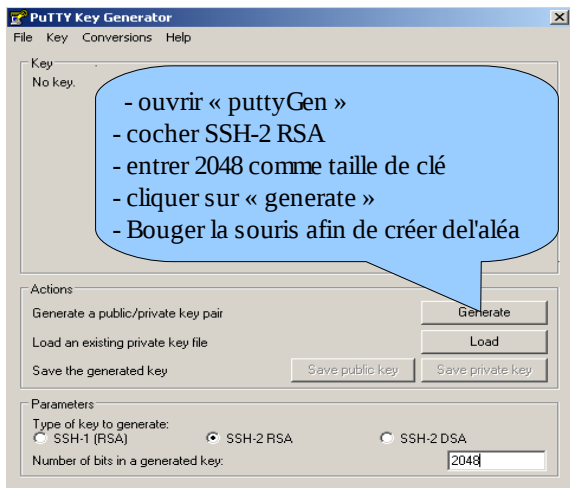 PuTTY Key Generator
File Key Conversions Help
Key
No key.
- ouvrir « puttyGen »
- cocher SSH-2 RSA
- entrer 2048 comme taille de clé
- cliquer sur « generate »
- Bouger la souris afin de créer del'aléa
Actions
Generate a public/private key pair
Generate
Load an existing private key file
Load
Save the generated key
Save public key
Save private key
Parameters
Type of key to generate:
SSH-1 (RSA)
SSH-2 RSA
SSH-2 DSA
Number of bits in a generated key:
2048